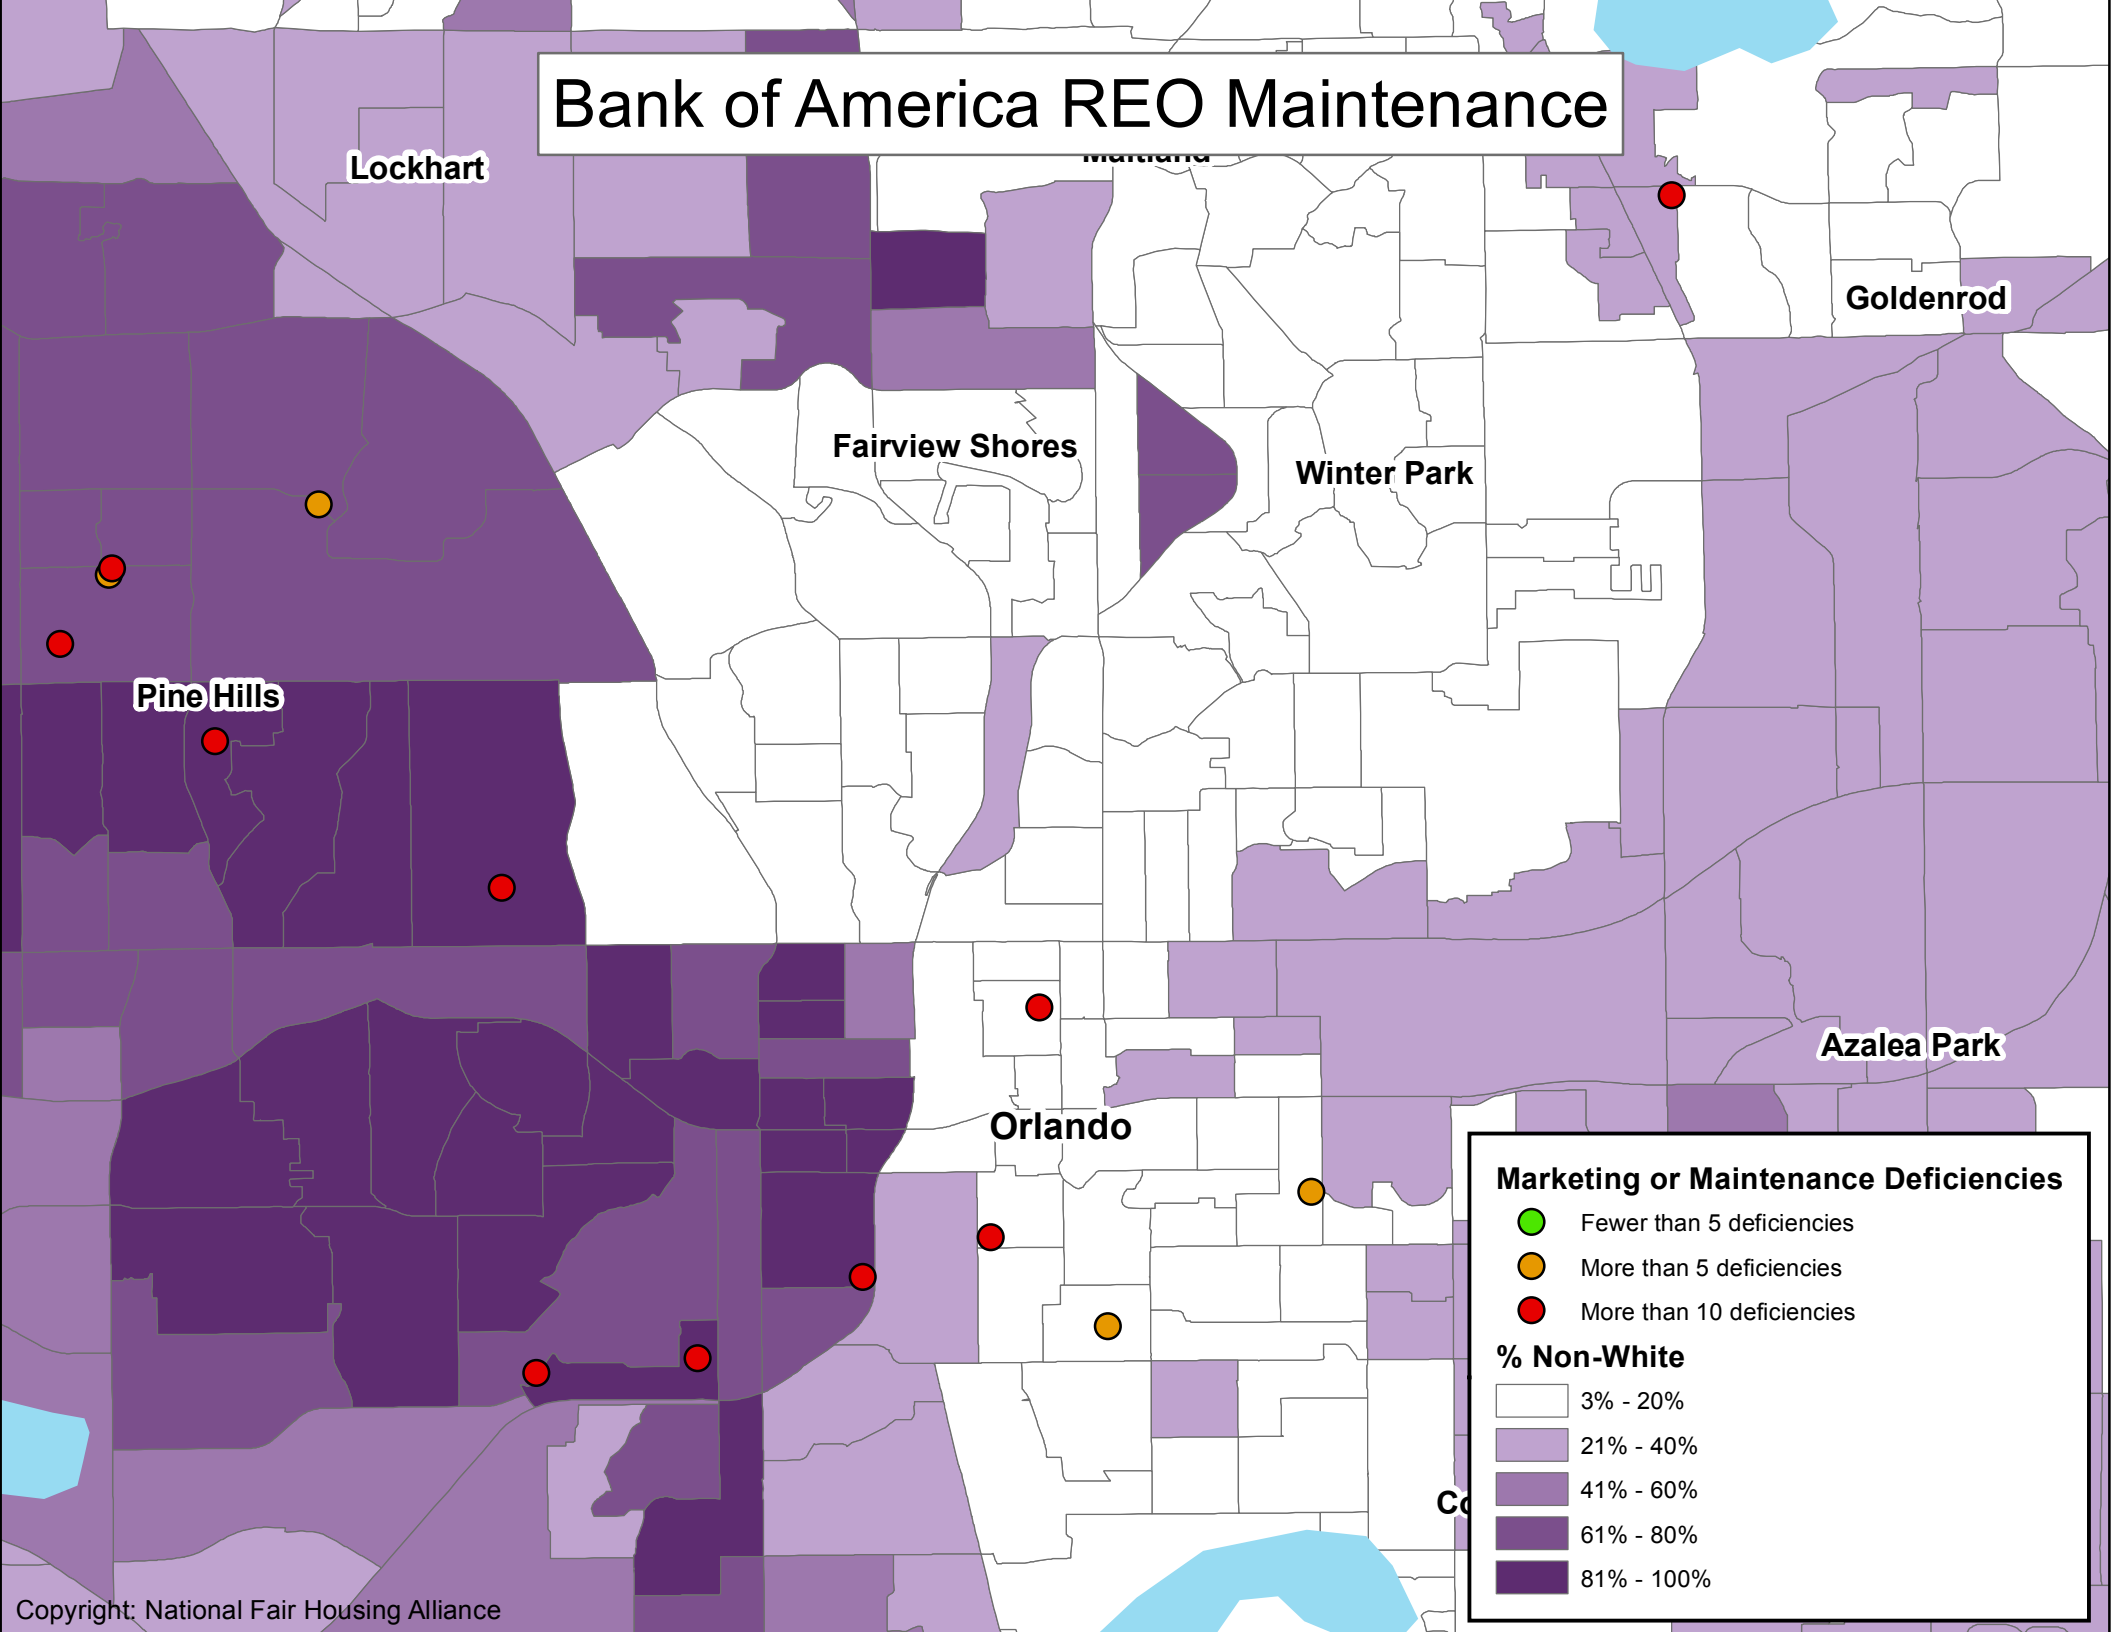 Bank of America REO Maintenance
Maitland
Lockhart
Goldenrod
Fairview Shores
Winter Park
Pine Hills
Azalea Park
Orlando
Marketing or Maintenance Deficiencies
Fewer than 5 deficiencies
More than 5 deficiencies
More than 10 deficiencies
% Non-White
3% - 20%
21% - 40%
41% - 60%
61% - 80%
81% - 100%
Co
Copyright: National Fair Housing Alliance